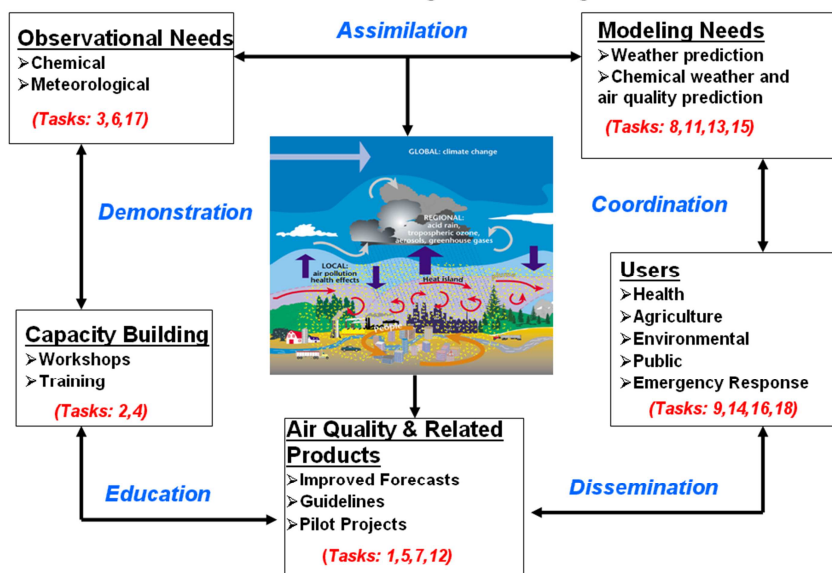 Observational Needs
➢Chemical
➢Meteorological
(Tasks: 3,6,17)
Assimilation
Modeling Needs
➢Weather prediction
➢Chemical weather and
air quality prediction
(Tasks: 8,11,13,15)
GLOBAL: climate change
REGIONAL:
acid rain,
tropospheric ozone,
aerosols, greenhouse gases
LOCAL:
air pollution
health effects
Heat island
Demonstration
Coordination
Capacity Building
➢Workshops
➢Training
(Tasks: 2,4)
Users
➢Health
➢Agriculture
➢Environmental
➢Public
➢Emergency Response
(Tasks: 9,14,16,18)
Air Quality & Related
Products
➢Improved Forecasts
➢Guidelines
➢Pilot Projects
(Tasks: 1,5,7,12)
Education
Dissemination